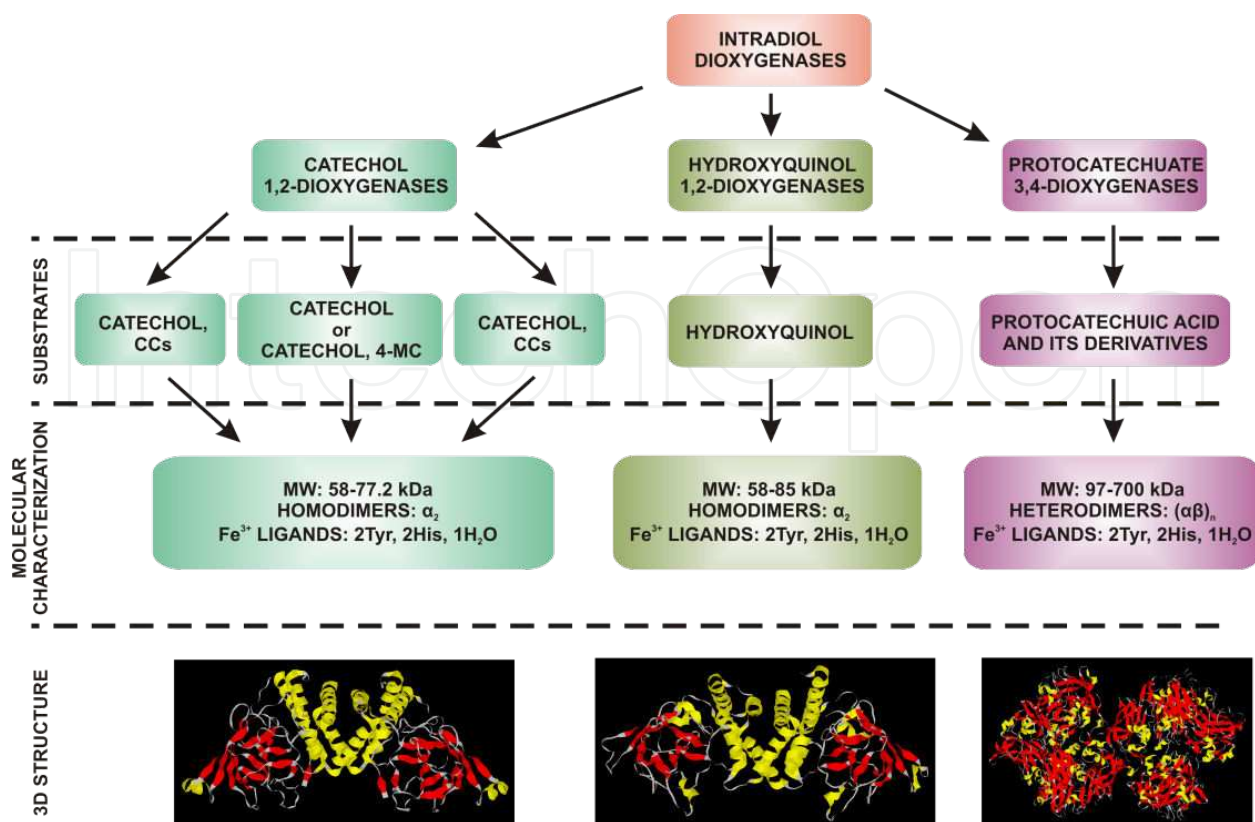 INTRADIOL
DIOXYGENASES
CATECHOL
1,2-DIOXYGENASES
HYDROXYQUINOL
1,2-DIOXYGENASES
PROTOCATECHUATE
3,4-DIOXYGENASES
SUBSTRATES
CATECHOL,
CCs
CATECHOL
or
CATECHOL, 4-MC
CATECHOL,
CCs
HYDROXYQUINOL
PROTOCATECHUIC ACID
AND ITS DERIVATIVES
IntechOpen
MOLECULAR
CHARACTERIZATION
MW: 58-77.2 kDa
HOMODIMERS: α₂
Fe³⁺ LIGANDS: 2Tyr, 2His, 1H₂O
MW: 58-85 kDa
HOMODIMERS: α₂
Fe³⁺ LIGANDS: 2Tyr, 2His, 1H₂O
MW: 97-700 kDa
HETERODIMERS: (αβ)ₙ
Fe³⁺ LIGANDS: 2Tyr, 2His, 1H₂O
3D STRUCTURE